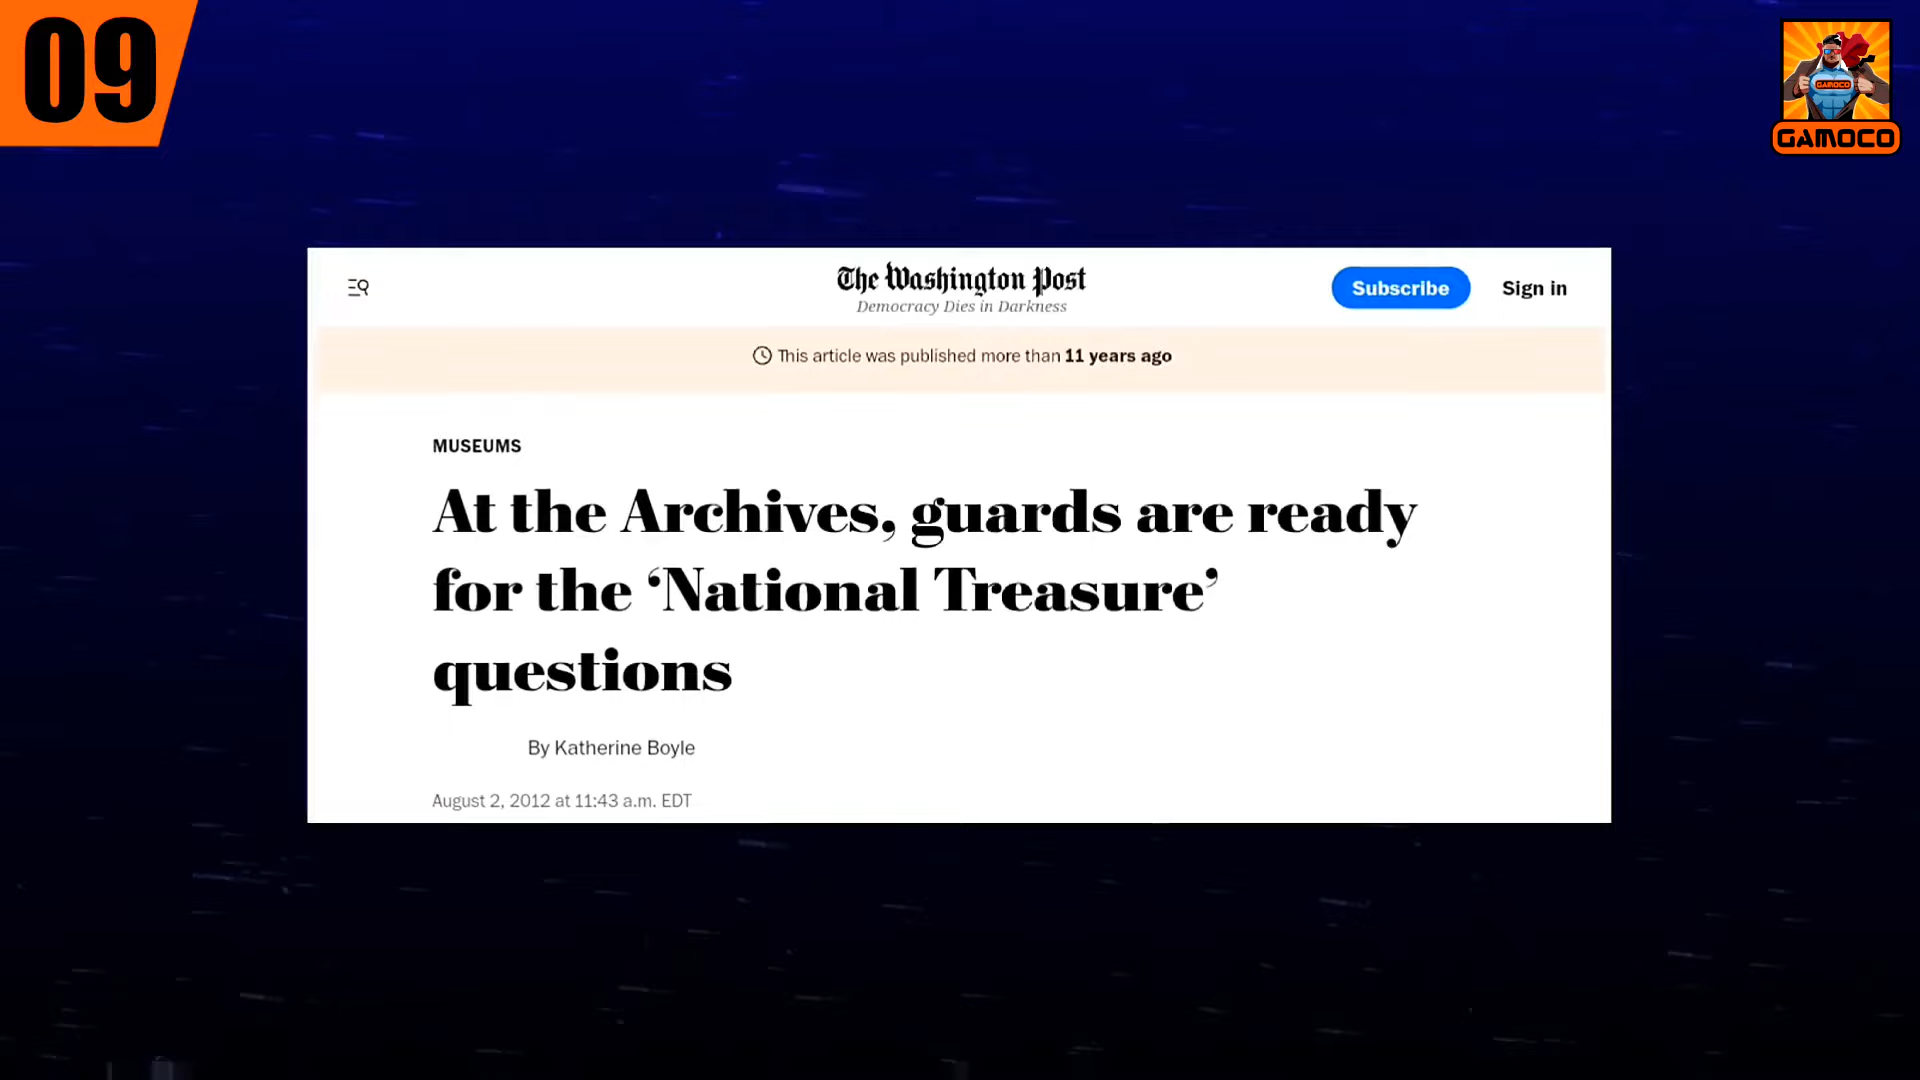 09
GAMOCO
GAMOCO
The Washington Post
Democracy Dies in Darkness
Subscribe
Sign in
This article was published more than 11 years ago
MUSEUMS
At the Archives, guards are ready
for the ‘National Treasure’
questions
By Katherine Boyle
August 2, 2012 at 11:43 a.m. EDT